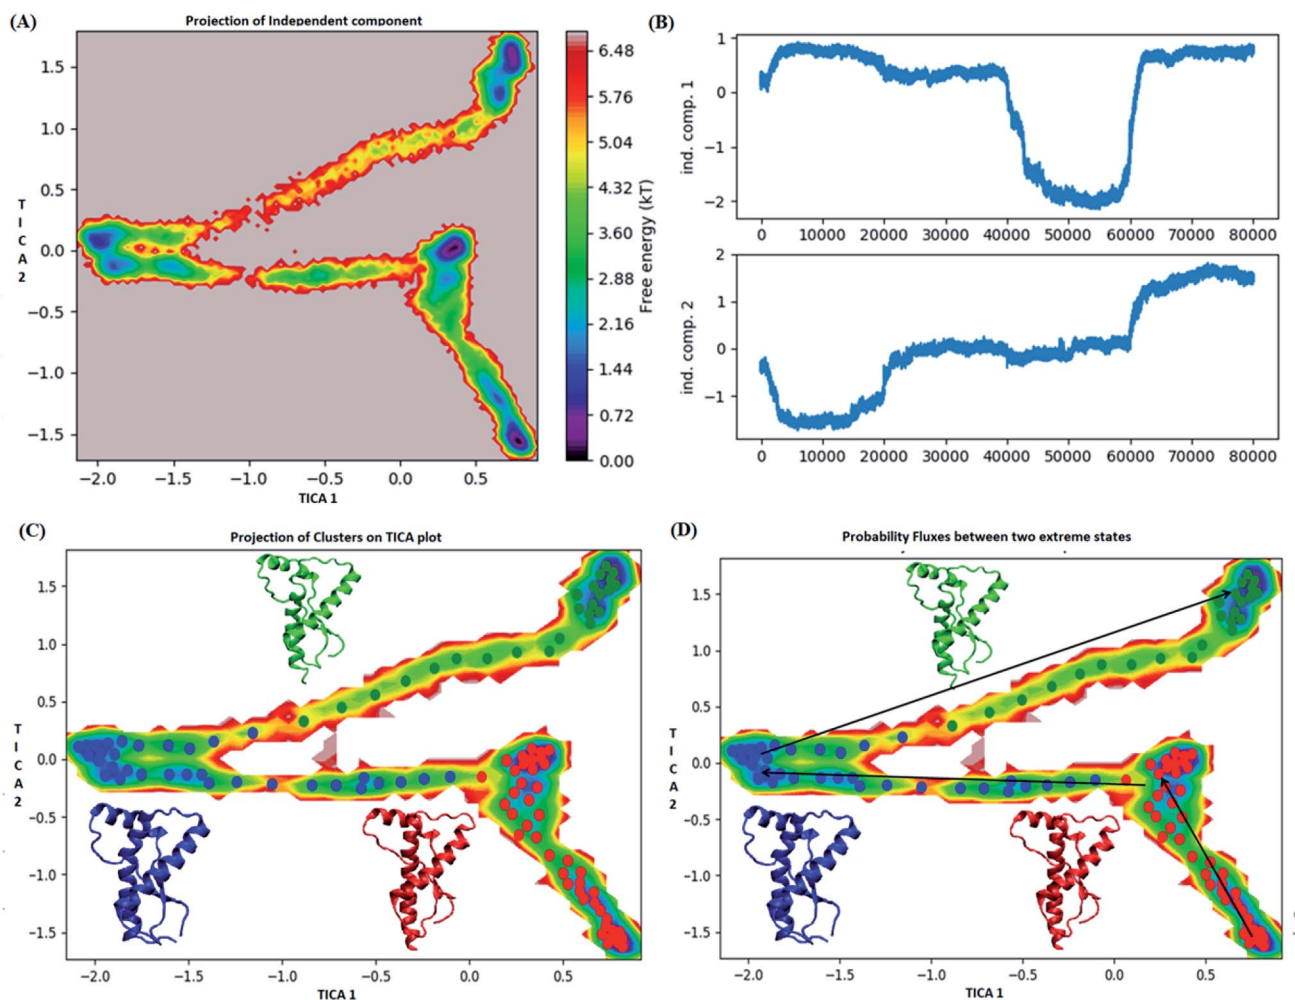 (A)
Projection of Independent component
1.5
1.0
0.5
0.0
−0.5
−1.0
−1.5
T
I
C
A
2
−2.0 −1.5 −1.0 −0.5 0.0 0.5
TICA 1
6.48
5.76
5.04
4.32
3.60
2.88
2.16
1.44
0.72
0.00
Free energy (kT)
(B)
1
0
−1
−2
ind. comp. 1
0 10000 20000 30000 40000 50000 60000 70000 80000
2
1
0
−1
ind. comp. 2
0 10000 20000 30000 40000 50000 60000 70000 80000
(C)
Projection of Clusters on TICA plot
1.5
1.0
0.5
0.0
−0.5
−1.0
−1.5
T
I
C
A
2
−2.0 −1.5 −1.0 −0.5 0.0 0.5
TICA 1
(D)
Probability Fluxes between two extreme states
1.5
1.0
0.5
0.0
−0.5
−1.0
−1.5
T
I
C
A
2
−2.0 −1.5 −1.0 −0.5 0.0 0.5
TICA 1